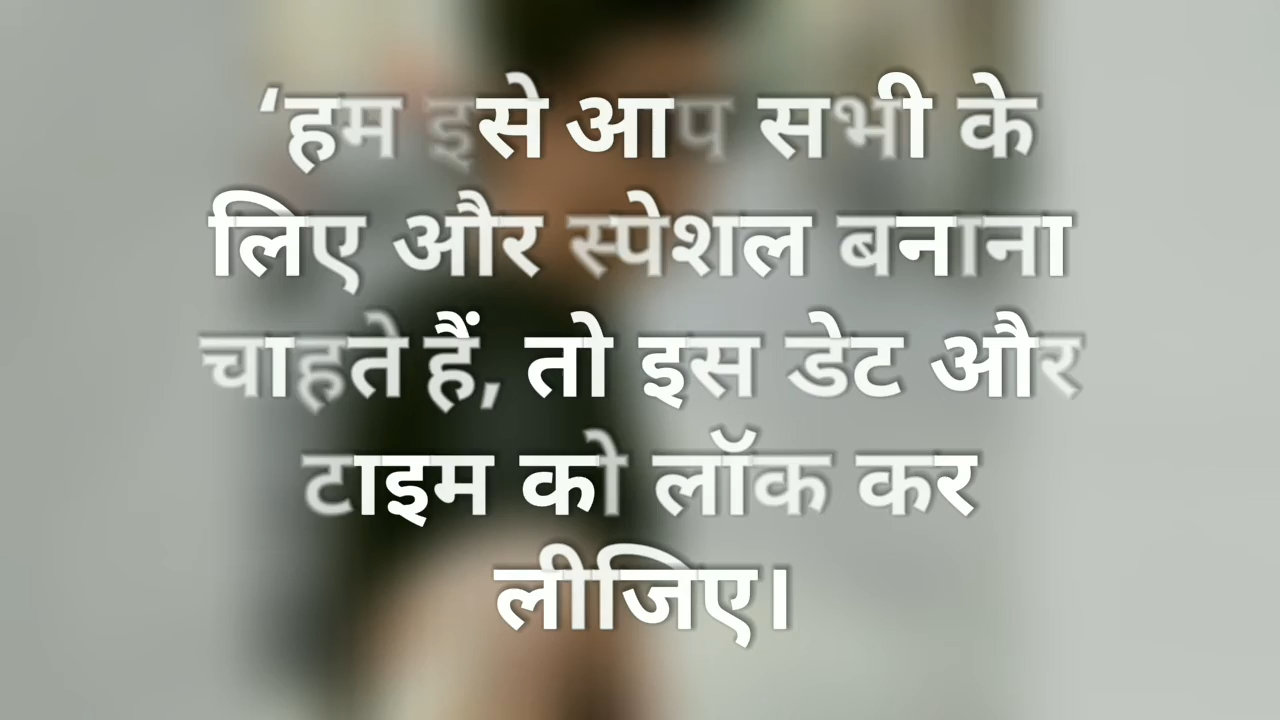 ‘हम इसे आप सभी के
लिए और स्पेशल बनाना
चाहते हैं, तो इस डेट और
टाइम को लॉक कर
लीजिए।